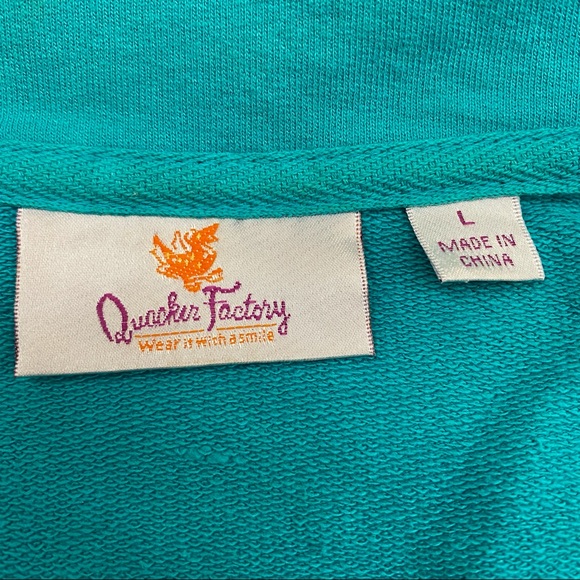 Quacker Factory
Wear it with a smile
L
MADE IN
CHINA